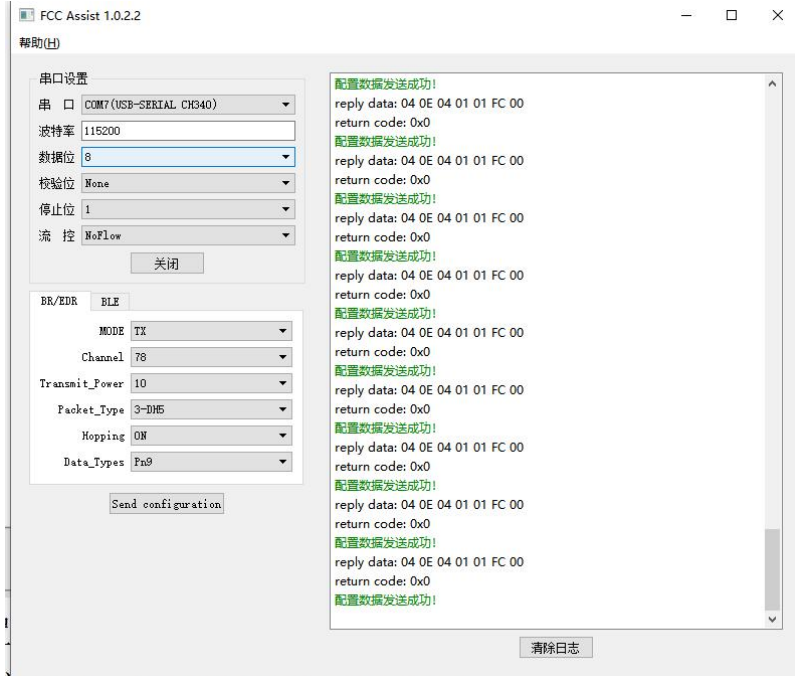 FCC Assist 1.0.2.2
帮助(H)
串口设置
串 口 COM7(USB-SERIAL CH340)
波特率 115200
数据位 8
校验位 None
停止位 1
流 控 NoFlow
关闭
BR/EDR BLE
MODE TX
Channel 78
Transmit_Power 10
Packet_Type 3-DH5
Hopping ON
Data_Types Pn9
Send configuration
配置数据发送成功!
reply data: 04 0E 04 01 01 FC 00
return code: 0x0
配置数据发送成功!
reply data: 04 0E 04 01 01 FC 00
return code: 0x0
配置数据发送成功!
reply data: 04 0E 04 01 01 FC 00
return code: 0x0
配置数据发送成功!
reply data: 04 0E 04 01 01 FC 00
return code: 0x0
配置数据发送成功!
reply data: 04 0E 04 01 01 FC 00
return code: 0x0
配置数据发送成功!
reply data: 04 0E 04 01 01 FC 00
return code: 0x0
配置数据发送成功!
reply data: 04 0E 04 01 01 FC 00
return code: 0x0
配置数据发送成功!
reply data: 04 0E 04 01 01 FC 00
return code: 0x0
配置数据发送成功!
reply data: 04 0E 04 01 01 FC 00
return code: 0x0
配置数据发送成功!
清除日志